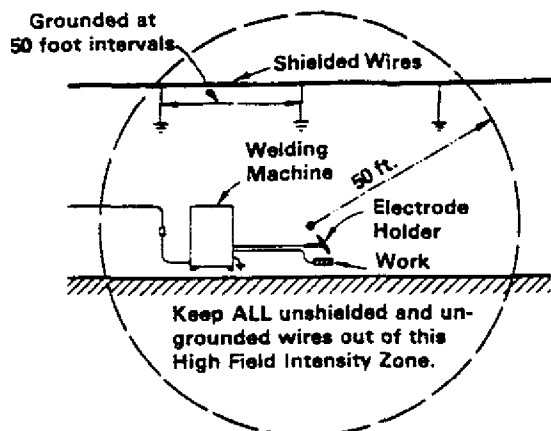 Grounded at
50 foot intervals
Shielded Wires
Welding
Machine
50 ft.
Electrode
Holder
Work
Keep ALL unshielded and un-
grounded wires out of this
High Field Intensity Zone.